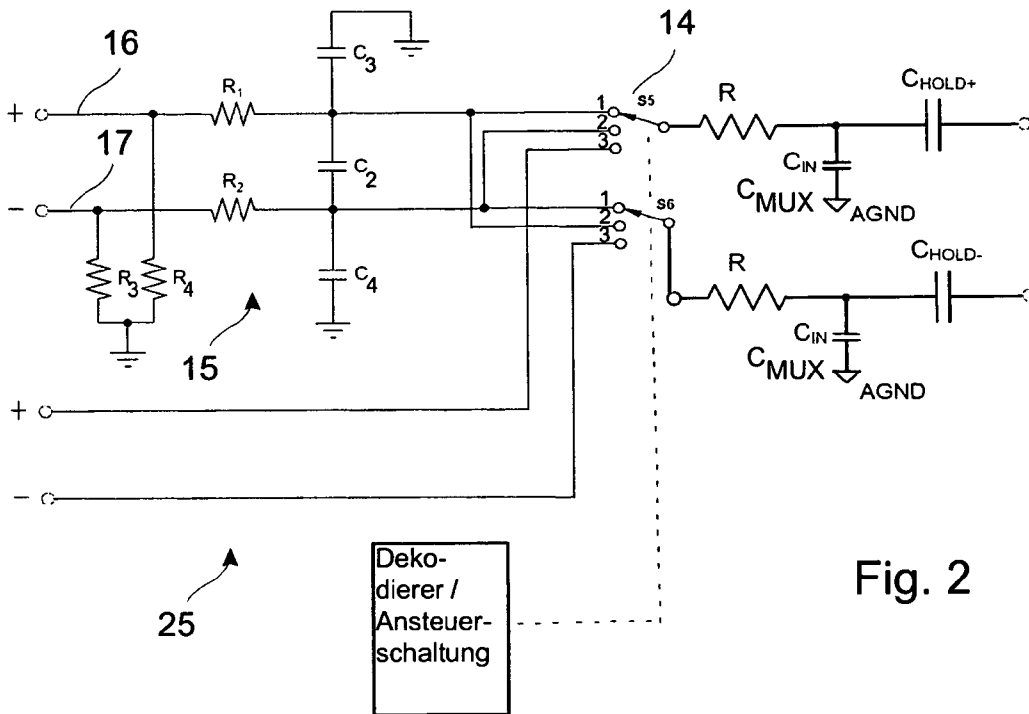 15
14
16
C3
R1
R
CHOLD+
+
1
S5
2
3
17
C2
CIN
CMUX
AGND
R2
−
1
S6
2
3
CHOLD-
R3
R4
C4
R
15
CIN
CMUX
AGND
+
−
25
Deko-
dierer /
Ansteuer-
schaltung
Fig. 2